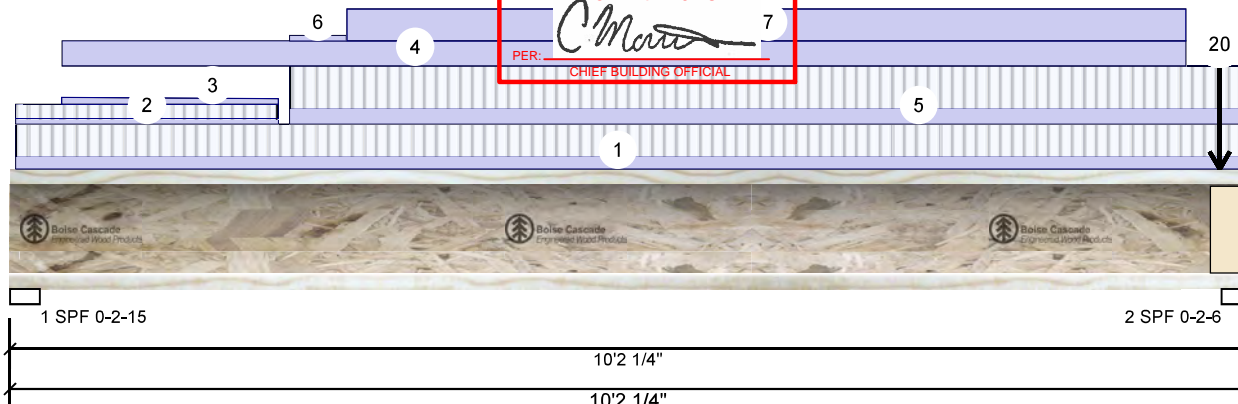 6
7
4
20
PER:
CHIEF BUILDING OFFICIAL
3
2
5
1
Boise Cascade
Engineered Wood Products
Boise Cascade
Engineered Wood Products
Boise Cascade
Engineered Wood Products
1 SPF 0-2-15
2 SPF 0-2-6
10'2 1/4"
10'2 1/4"